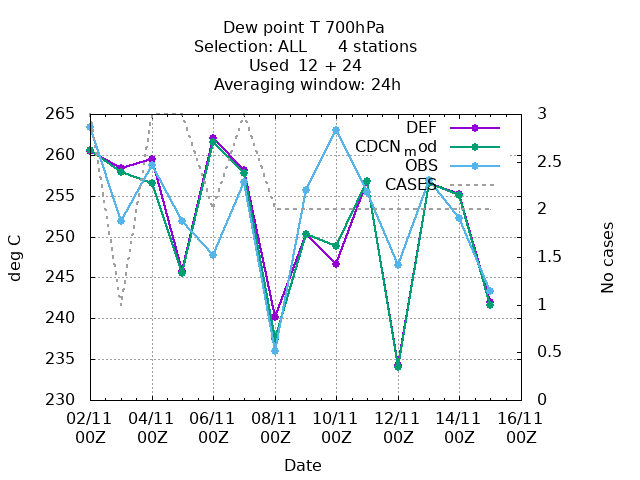 Dew point T 700hPa
Selection: ALL      4 stations
Used  12 + 24
Averaging window: 24h
265
260
255
250
245
240
235
230
deg C
3
2.5
2
1.5
1
0.5
0
No cases
DEF
CDCN_mod
OBS
CASES
02/11 04/11 06/11 08/11 10/11 12/11 14/11 16/11
00Z 00Z 00Z 00Z 00Z 00Z 00Z 00Z
Date